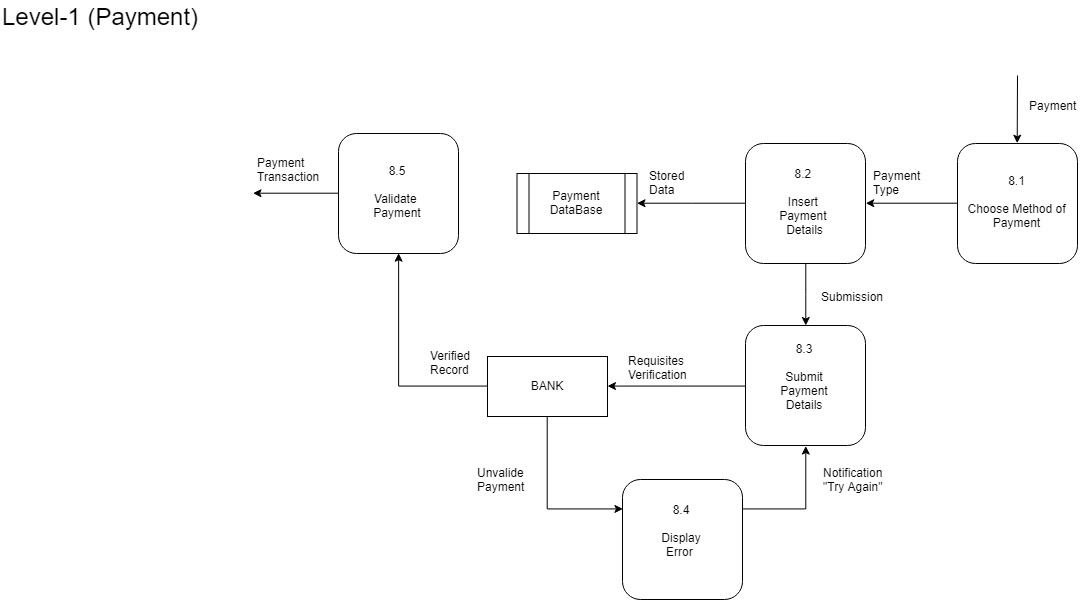 Level-1 (Payment)
Payment
8.1
Choose Method of
Payment
Payment
Type
8.2
Insert
Payment
Details
Stored
Data
Payment
DataBase
Submission
8.3
Submit
Payment
Details
Requisites
Verification
BANK
Verified
Record
8.5
Validate
Payment
Payment
Transaction
Unvalide
Payment
8.4
Display
Error
Notification
"Try Again"